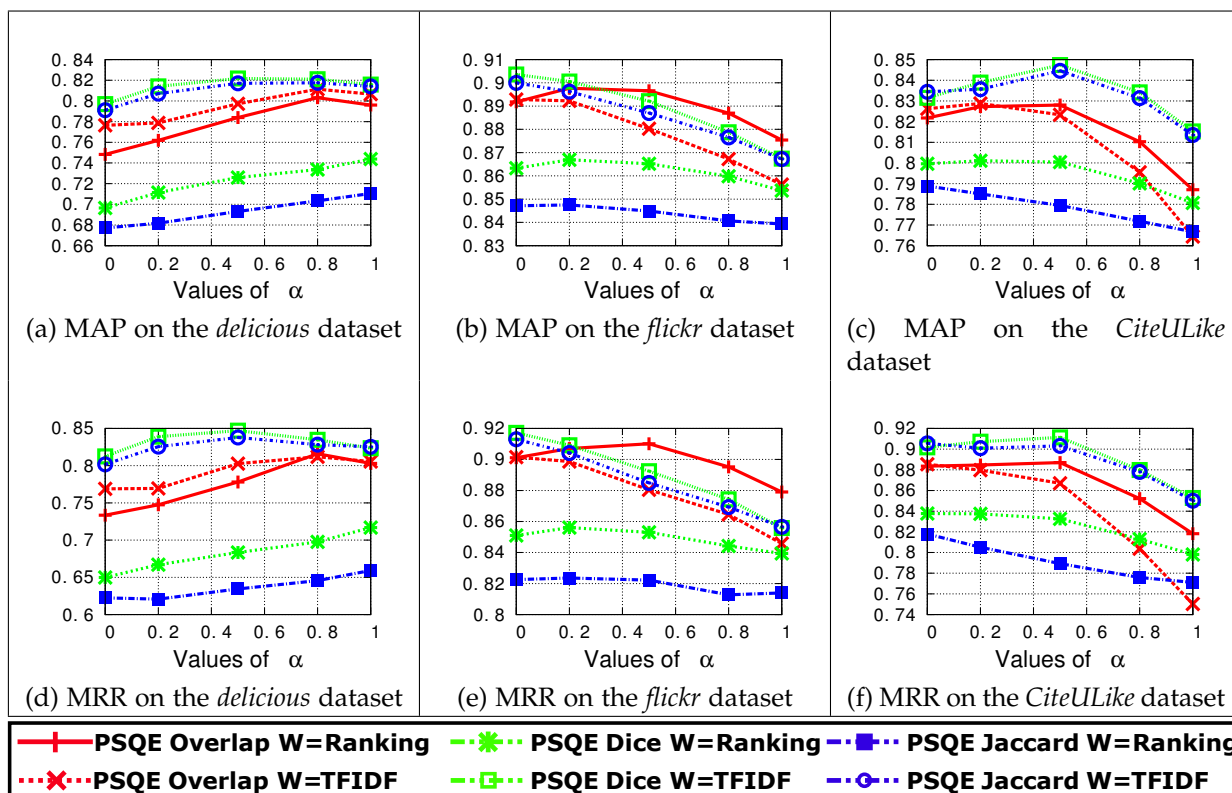 0. 84
0. 82
0. 8
0. 78
0. 76
0. 74
0. 72
0. 7
0. 68
0. 66
0 0. 2 0. 4 0. 6 0. 8 1
Values of α
(a) MAP on the delicious dataset
0. 91
0. 9
0. 89
0. 88
0. 87
0. 86
0. 85
0. 84
0. 83
0 0. 2 0. 4 0. 6 0. 8 1
Values of α
(b) MAP on the flickr dataset
0. 85
0. 84
0. 83
0. 82
0. 81
0. 8
0. 79
0. 78
0. 77
0. 76
0 0. 2 0. 4 0. 6 0. 8 1
Values of α
(c) MAP on the CiteULike
dataset
0. 85
0. 8
0. 75
0. 7
0. 65
0. 6
0 0. 2 0. 4 0. 6 0. 8 1
Values of α
(d) MRR on the delicious dataset
0. 92
0. 9
0. 88
0. 86
0. 84
0. 82
0. 8
0 0. 2 0. 4 0. 6 0. 8 1
Values of α
(e) MRR on the flickr dataset
0. 92
0. 9
0. 88
0. 86
0. 84
0. 82
0. 8
0. 78
0. 76
0. 74
0 0. 2 0. 4 0. 6 0. 8 1
Values of α
(f) MRR on the CiteULike dataset
PSQE Overlap W=Ranking PSQE Dice W=Ranking PSQE Jaccard W=Ranking
PSQE Overlap W=TFIDF PSQE Dice W=TFIDF PSQE Jaccard W=TFIDF